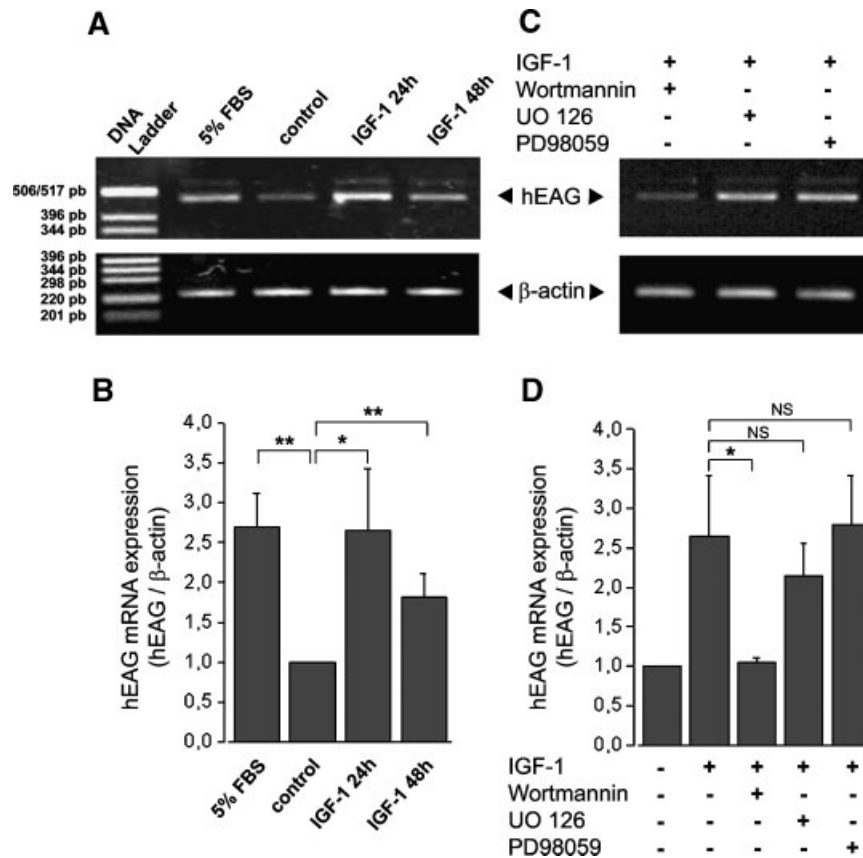 A
DNA Ladder
5% FBS
control
IGF-1 24h
IGF-1 48h
506/517 pb
396 pb
344 pb
396 pb
344 pb
298 pb
220 pb
201 pb
◄ hEAG ►
◄ β-actin ►
C
IGF-1 + + +
Wortmannin + - -
UO 126 - + -
PD98059 - - +
B
hEAG mRNA expression
(hEAG / β-actin)
4,0
3,5
3,0
2,5
2,0
1,5
1,0
0,5
0,0
**
**
*
5% FBS
control
IGF-1 24h
IGF-1 48h
D
hEAG mRNA expression
(hEAG / β-actin)
4,0
3,5
3,0
2,5
2,0
1,5
1,0
0,5
0,0
NS
NS
*
IGF-1 - + + + +
Wortmannin - - + - -
UO 126 - - - + -
PD98059 - - - - +